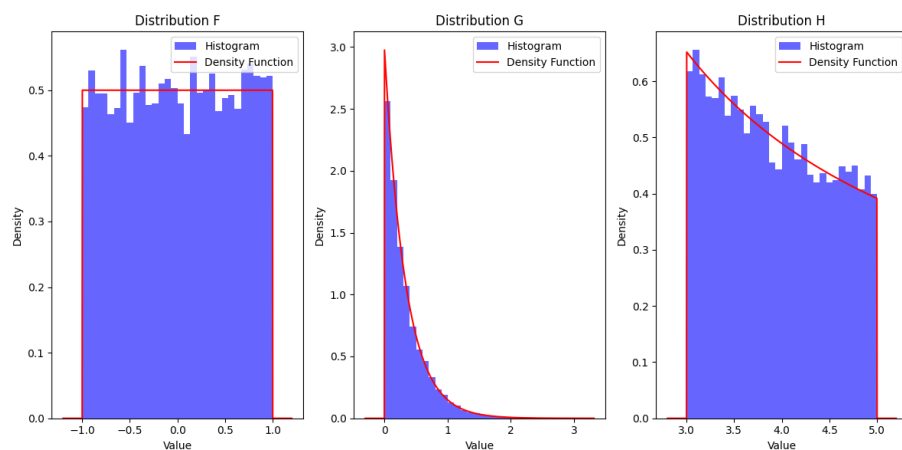 Distribution F
Histogram
Density Function
0.5
0.4
0.3
0.2
0.1
0.0
Density
−1.0
−0.5
0.0
0.5
1.0
Value
Distribution G
Histogram
Density Function
3.0
2.5
2.0
1.5
1.0
0.5
0.0
Density
0
1
2
3
Value
Distribution H
Histogram
Density Function
0.6
0.5
0.4
0.3
0.2
0.1
0.0
Density
3.0
3.5
4.0
4.5
5.0
Value